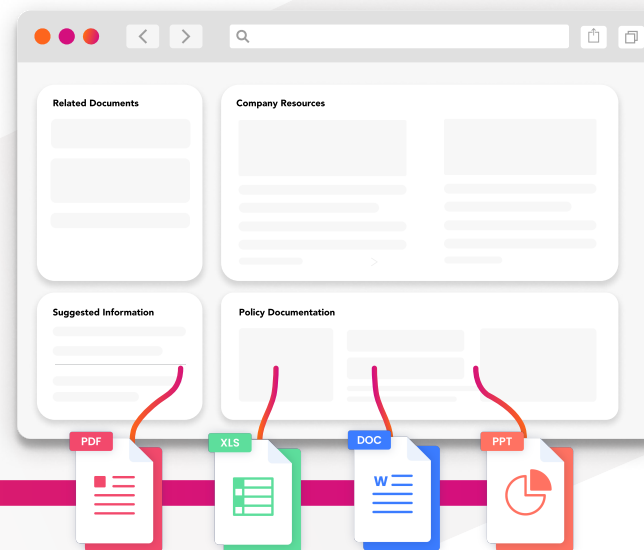 Related Documents
Company Resources
Suggested Information
Policy Documentation
PDF
XLS
DOC
PPT
W